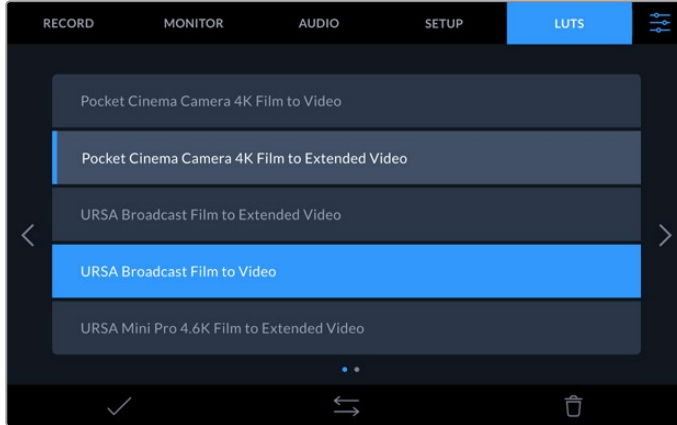 RECORD MONITOR AUDIO SETUP LUTS
Pocket Cinema Camera 4K Film to Video
Pocket Cinema Camera 4K Film to Extended Video
URSA Broadcast Film to Extended Video
URSA Broadcast Film to Video
URSA Mini Pro 4.6K Film to Extended Video